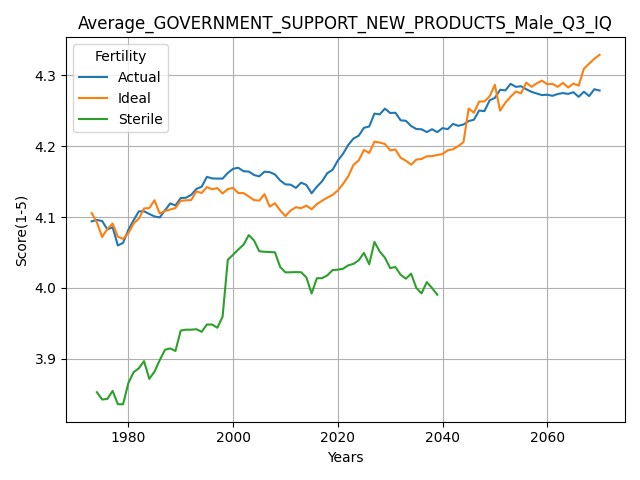 Average_GOVERNMENT_SUPPORT_NEW_PRODUCTS_Male_Q3_IQ
Fertility
Actual
Ideal
Sterile
Score(1-5)
4.3
4.2
4.1
4.0
3.9
1980 2000 2020 2040 2060
Years